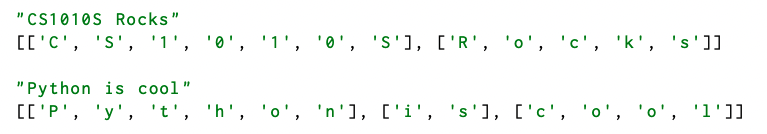 "CS1010S Rocks"
[['C', 'S', '1', '0', '1', '0', 'S'], ['R', 'o', 'c', 'k', 's']]
"Python is cool"
[['P', 'y', 't', 'h', 'o', 'n'], ['i', 's'], ['c', 'o', 'o', 'l']]